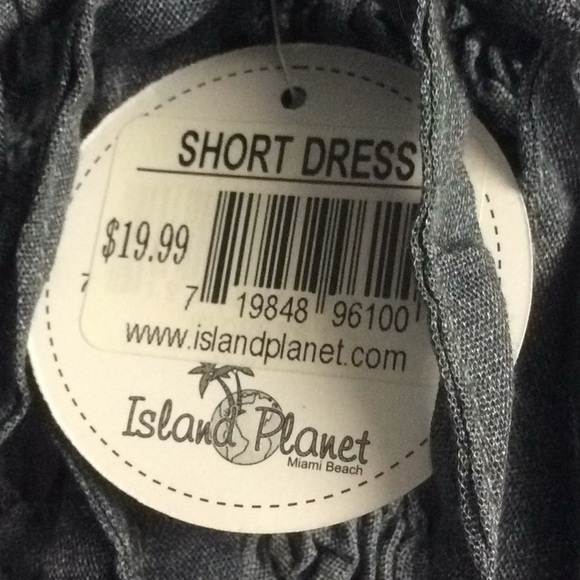 SHORT DRESS
$19.99
7 19848 96100
www.islandplanet.com
Island Planet
Miami Beach